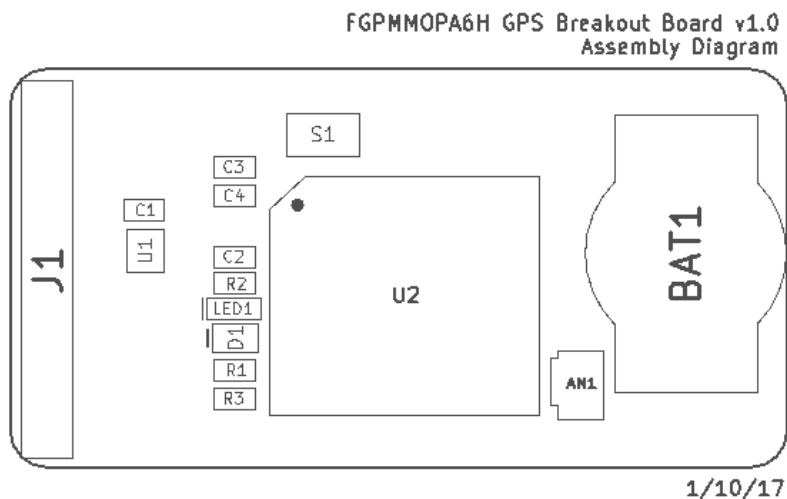 FGPMMOPA6H GPS Breakout Board v1.0
Assembly Diagram
S1
C3
C4
C1
U1
J1
C2
R2
LED1
D1
R1
R3
U2
BAT1
AN1
1/10/17